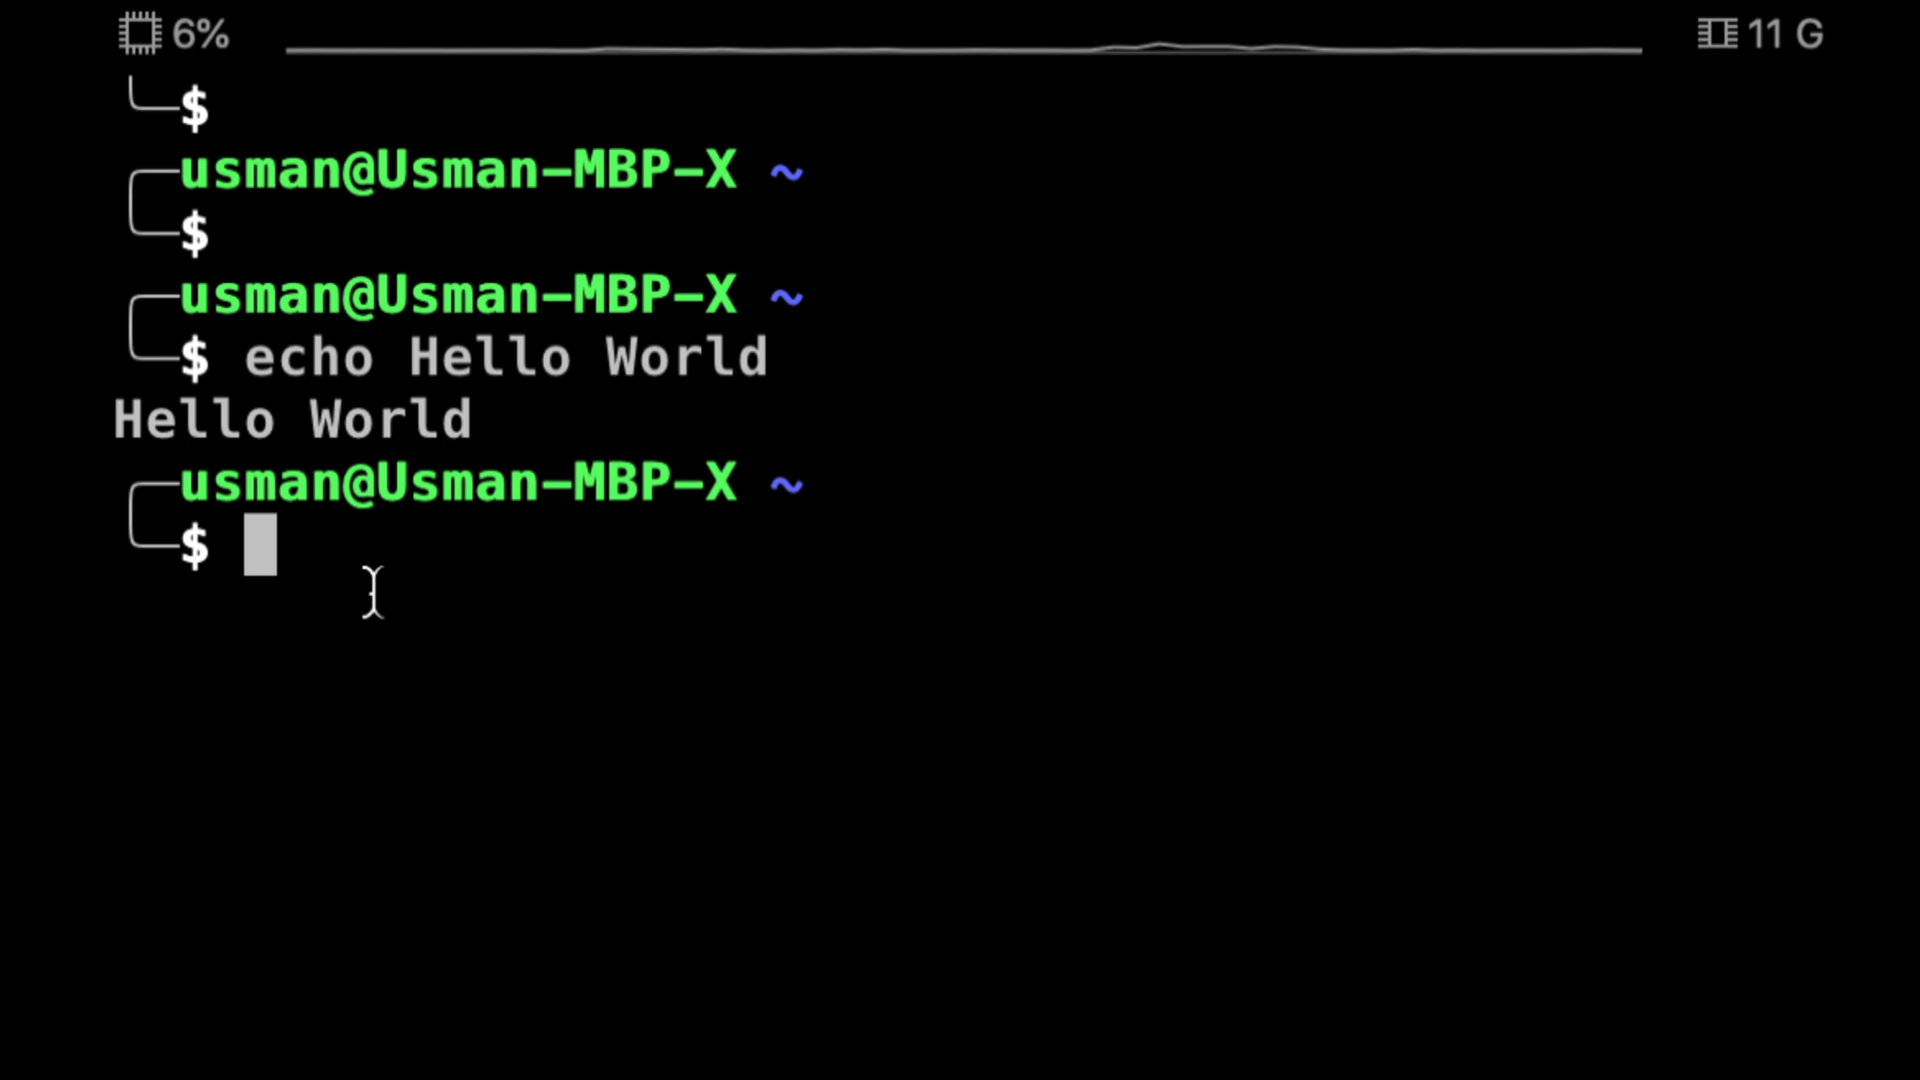 6% 11 G
╰─$
╭─usman@Usman-MBP-X ~
╰─$
╭─usman@Usman-MBP-X ~
╰─$ echo Hello World
Hello World
╭─usman@Usman-MBP-X ~
╰─$